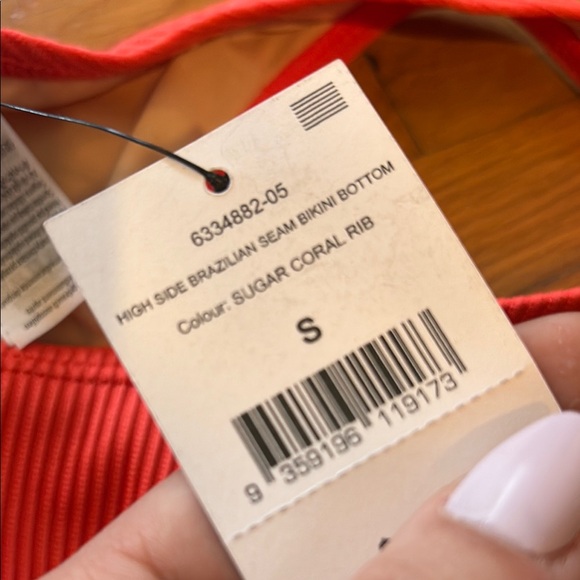 6334882-05
HIGH SIDE BRAZILIAN SEAM BIKINI BOTTOM
Colour: SUGAR CORAL RIB
S
9 359196 119173